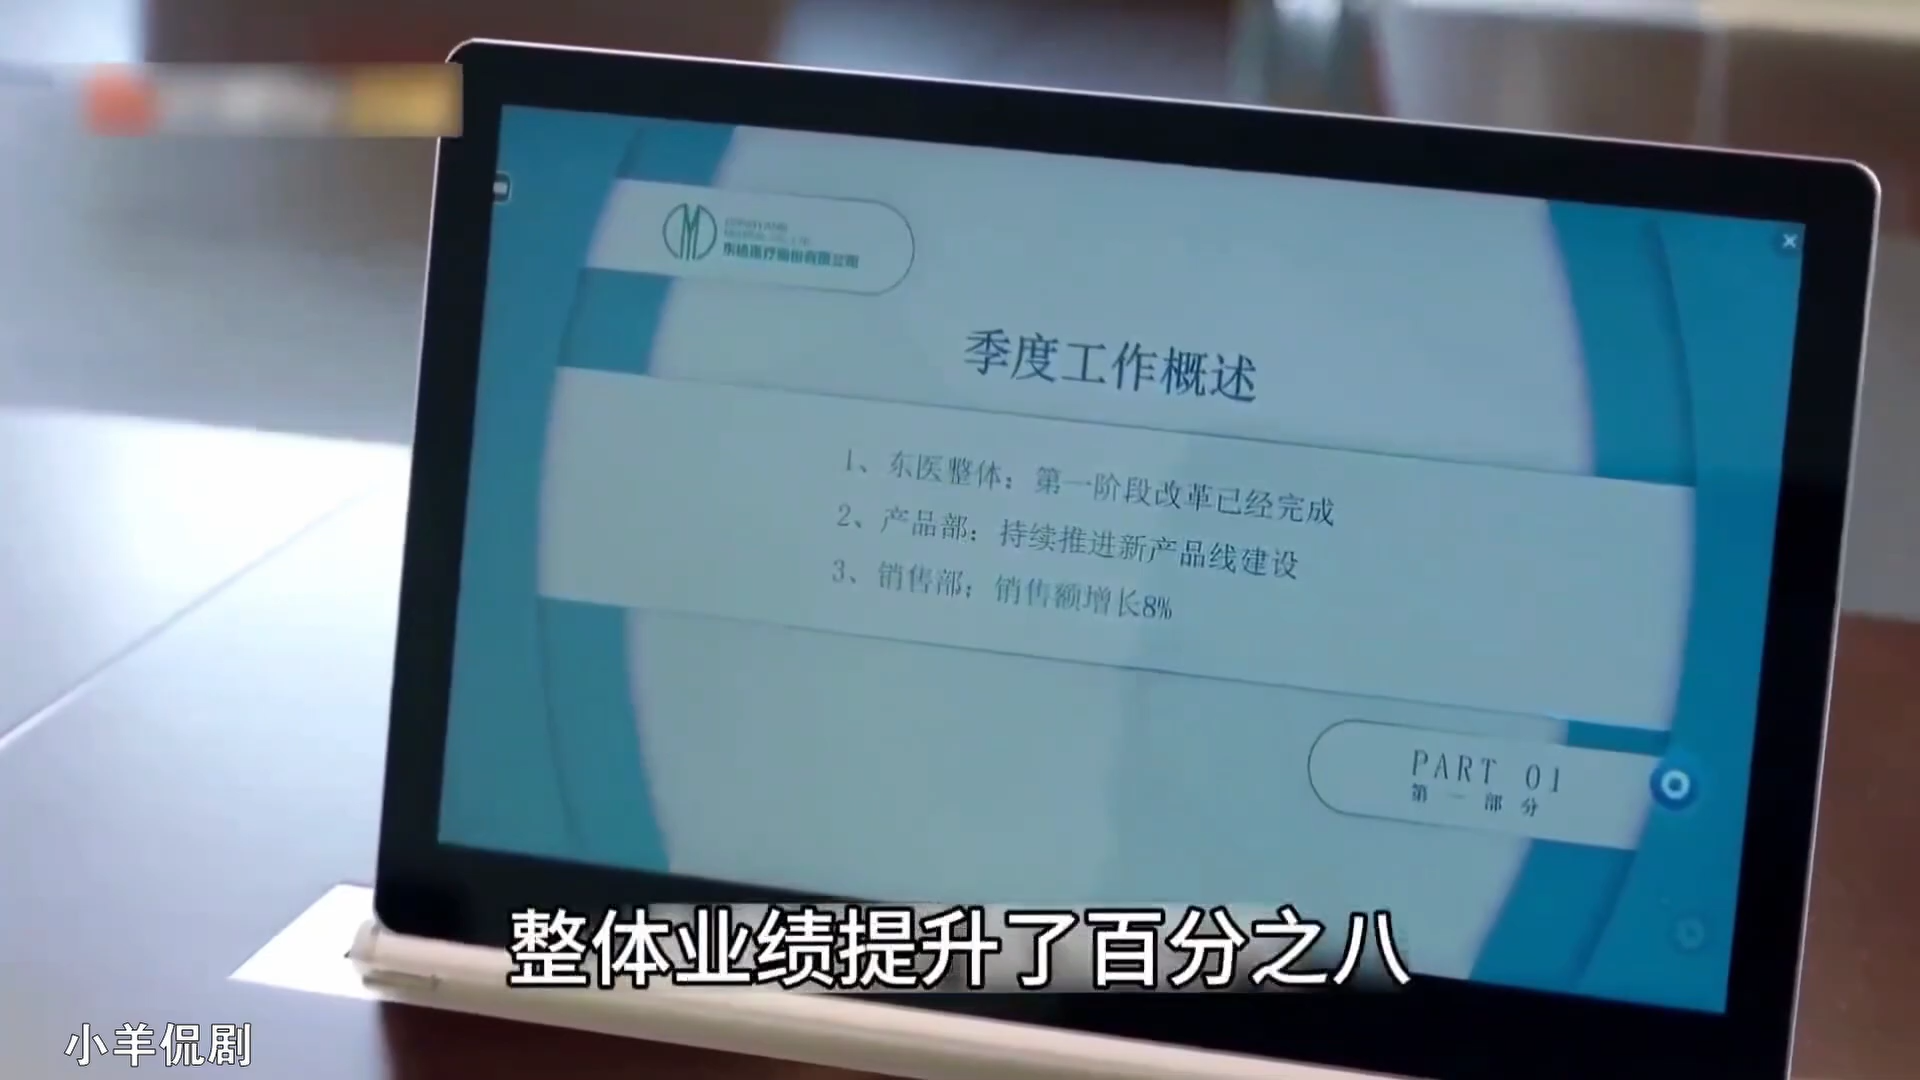 东杨医疗股份有限公司
季度工作概述
1、东医整体：第一阶段改革已经完成
2、产品部：持续推进新产品线建设
3、销售部：销售额增长8%
PART 01
第一部分
整体业绩提升了百分之八
小羊侃剧